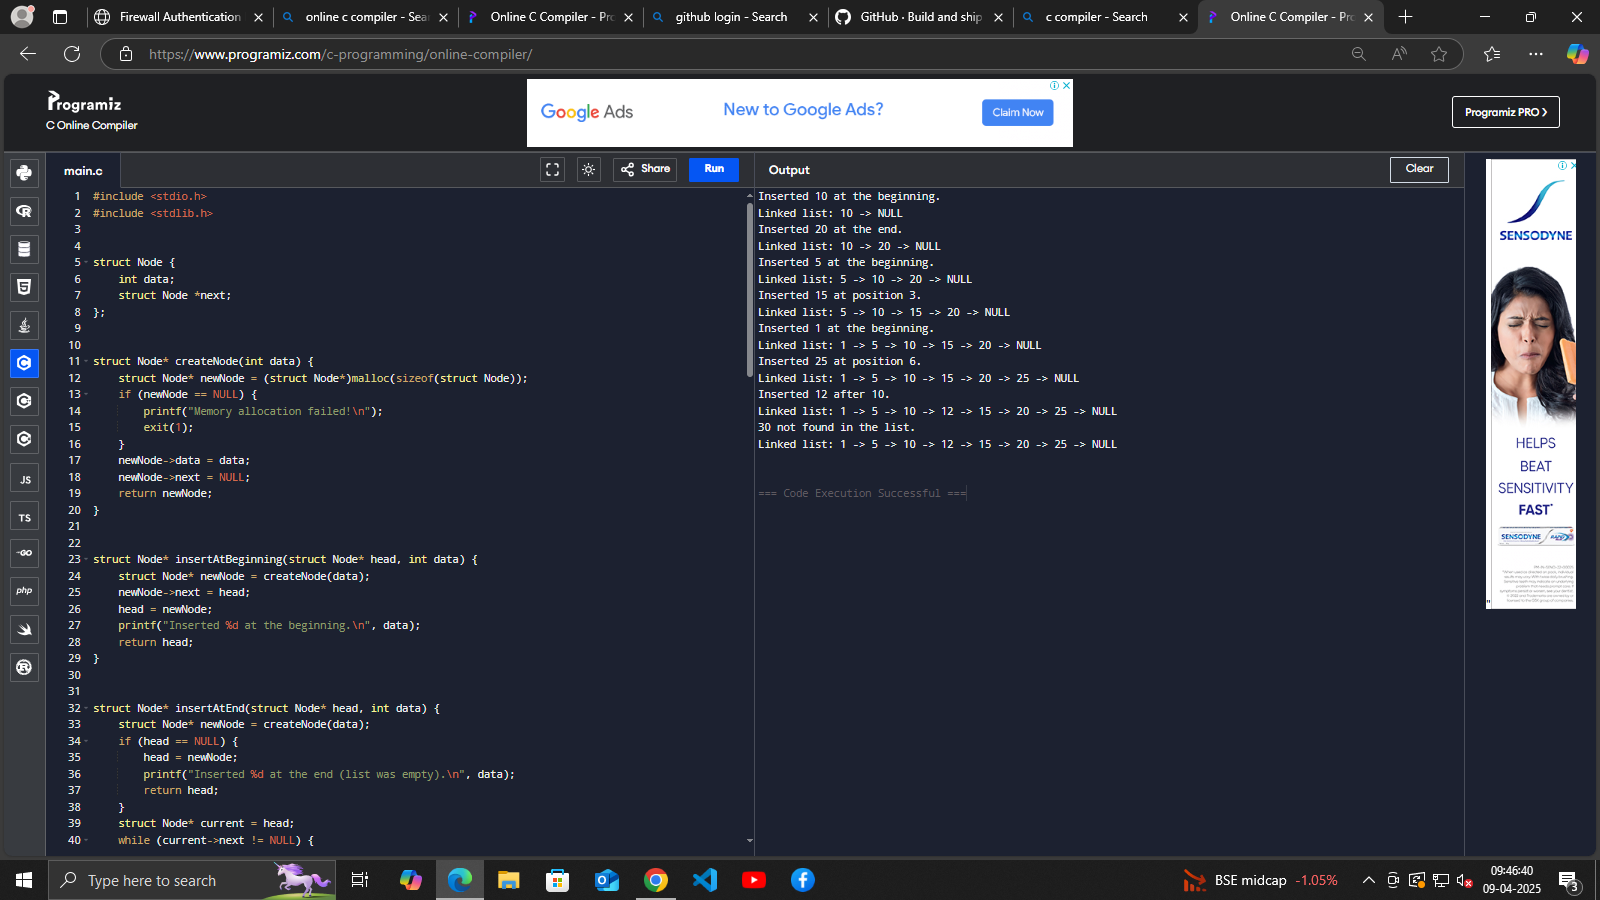 Firewall Authentication
online c compiler - Sear
Online C Compiler - Pro
github login - Search
GitHub · Build and ship
c compiler - Search
Online C Compiler - Pro
https://www.programiz.com/c-programming/online-compiler/
Programiz
C Online Compiler
Google Ads
New to Google Ads?
Claim Now
Programiz PRO
main.c
Share
Run
Output
Clear
1 #include <stdio.h>
2 #include <stdlib.h>
3
4
5 struct Node {
6 int data;
7 struct Node *next;
8 };
9
10
11 struct Node* createNode(int data) {
12 struct Node* newNode = (struct Node*)malloc(sizeof(struct Node));
13 if (newNode == NULL) {
14 printf("Memory allocation failed!\n");
15 exit(1);
16 }
17 newNode->data = data;
18 newNode->next = NULL;
19 return newNode;
20 }
21
22
23 struct Node* insertAtBeginning(struct Node* head, int data) {
24 struct Node* newNode = createNode(data);
25 newNode->next = head;
26 head = newNode;
27 printf("Inserted %d at the beginning.\n", data);
28 return head;
29 }
30
31
32 struct Node* insertAtEnd(struct Node* head, int data) {
33 struct Node* newNode = createNode(data);
34 if (head == NULL) {
35 head = newNode;
36 printf("Inserted %d at the end (list was empty).\n", data);
37 return head;
38 }
39 struct Node* current = head;
40 while (current->next != NULL) {
Inserted 10 at the beginning.
Linked list: 10 -> NULL
Inserted 20 at the end.
Linked list: 10 -> 20 -> NULL
Inserted 5 at the beginning.
Linked list: 5 -> 10 -> 20 -> NULL
Inserted 15 at position 3.
Linked list: 5 -> 10 -> 15 -> 20 -> NULL
Inserted 1 at the beginning.
Linked list: 1 -> 5 -> 10 -> 15 -> 20 -> NULL
Inserted 25 at position 6.
Linked list: 1 -> 5 -> 10 -> 15 -> 20 -> 25 -> NULL
Inserted 12 after 10.
Linked list: 1 -> 5 -> 10 -> 12 -> 15 -> 20 -> 25 -> NULL
30 not found in the list.
Linked list: 1 -> 5 -> 10 -> 12 -> 15 -> 20 -> 25 -> NULL
=== Code Execution Successful ===
JS
TS
GO
php
SENSODYNE
HELPS
BEAT
SENSITIVITY
FAST*
SENSODYNE
Type here to search
BSE midcap -1.05%
09:46:40
09-04-2025
3